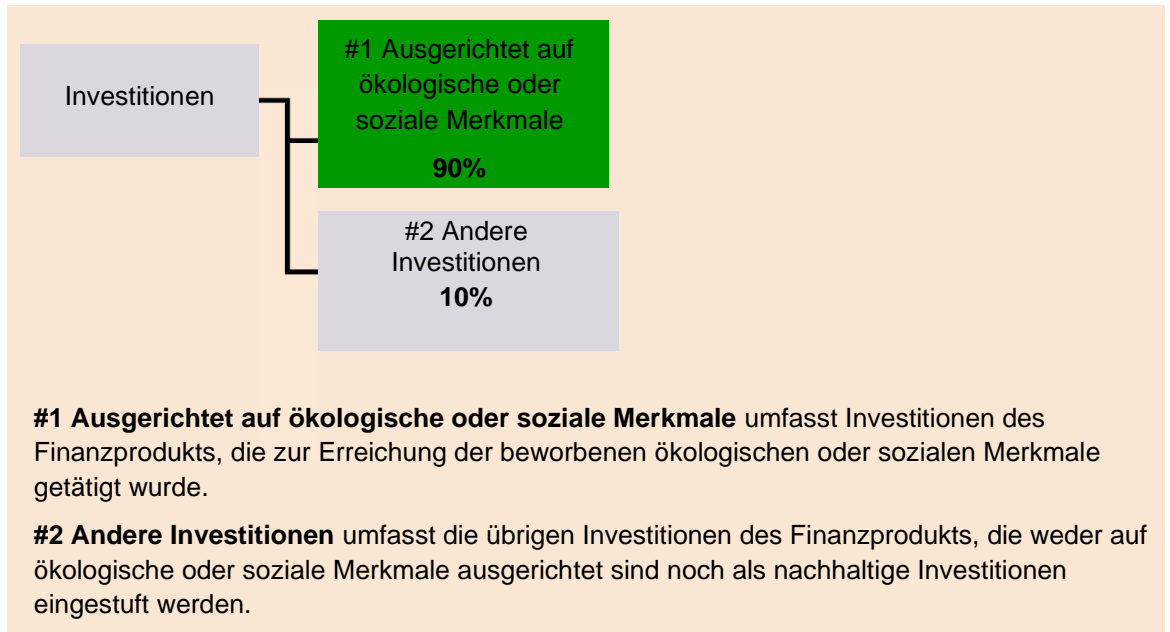 Investitionen
#1 Ausgerichtet auf
ökologische oder
soziale Merkmale
90%
#2 Andere
Investitionen
10%
#1 Ausgerichtet auf ökologische oder soziale Merkmale umfasst Investitionen des
Finanzprodukts, die zur Erreichung der beworbenen ökologischen oder sozialen Merkmale
getätigt wurde.
#2 Andere Investitionen umfasst die übrigen Investitionen des Finanzprodukts, die weder auf
ökologische oder soziale Merkmale ausgerichtet sind noch als nachhaltige Investitionen
eingestuft werden.